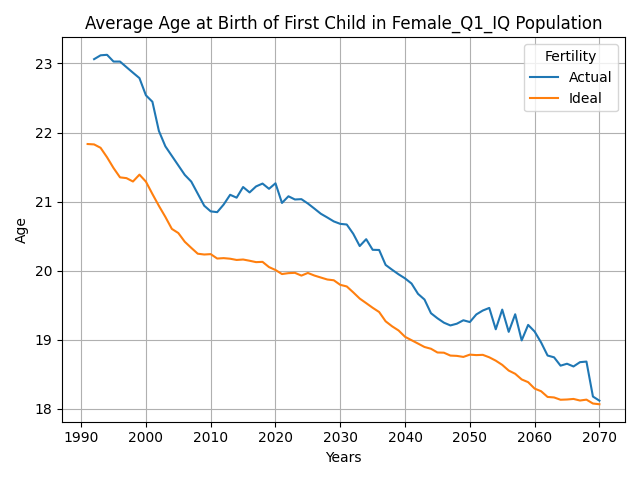 Average Age at Birth of First Child in Female_Q1_IQ Population
Fertility
Actual
Ideal
23
22
21
20
19
18
Age
1990
2000
2010
2020
2030
2040
2050
2060
2070
Years